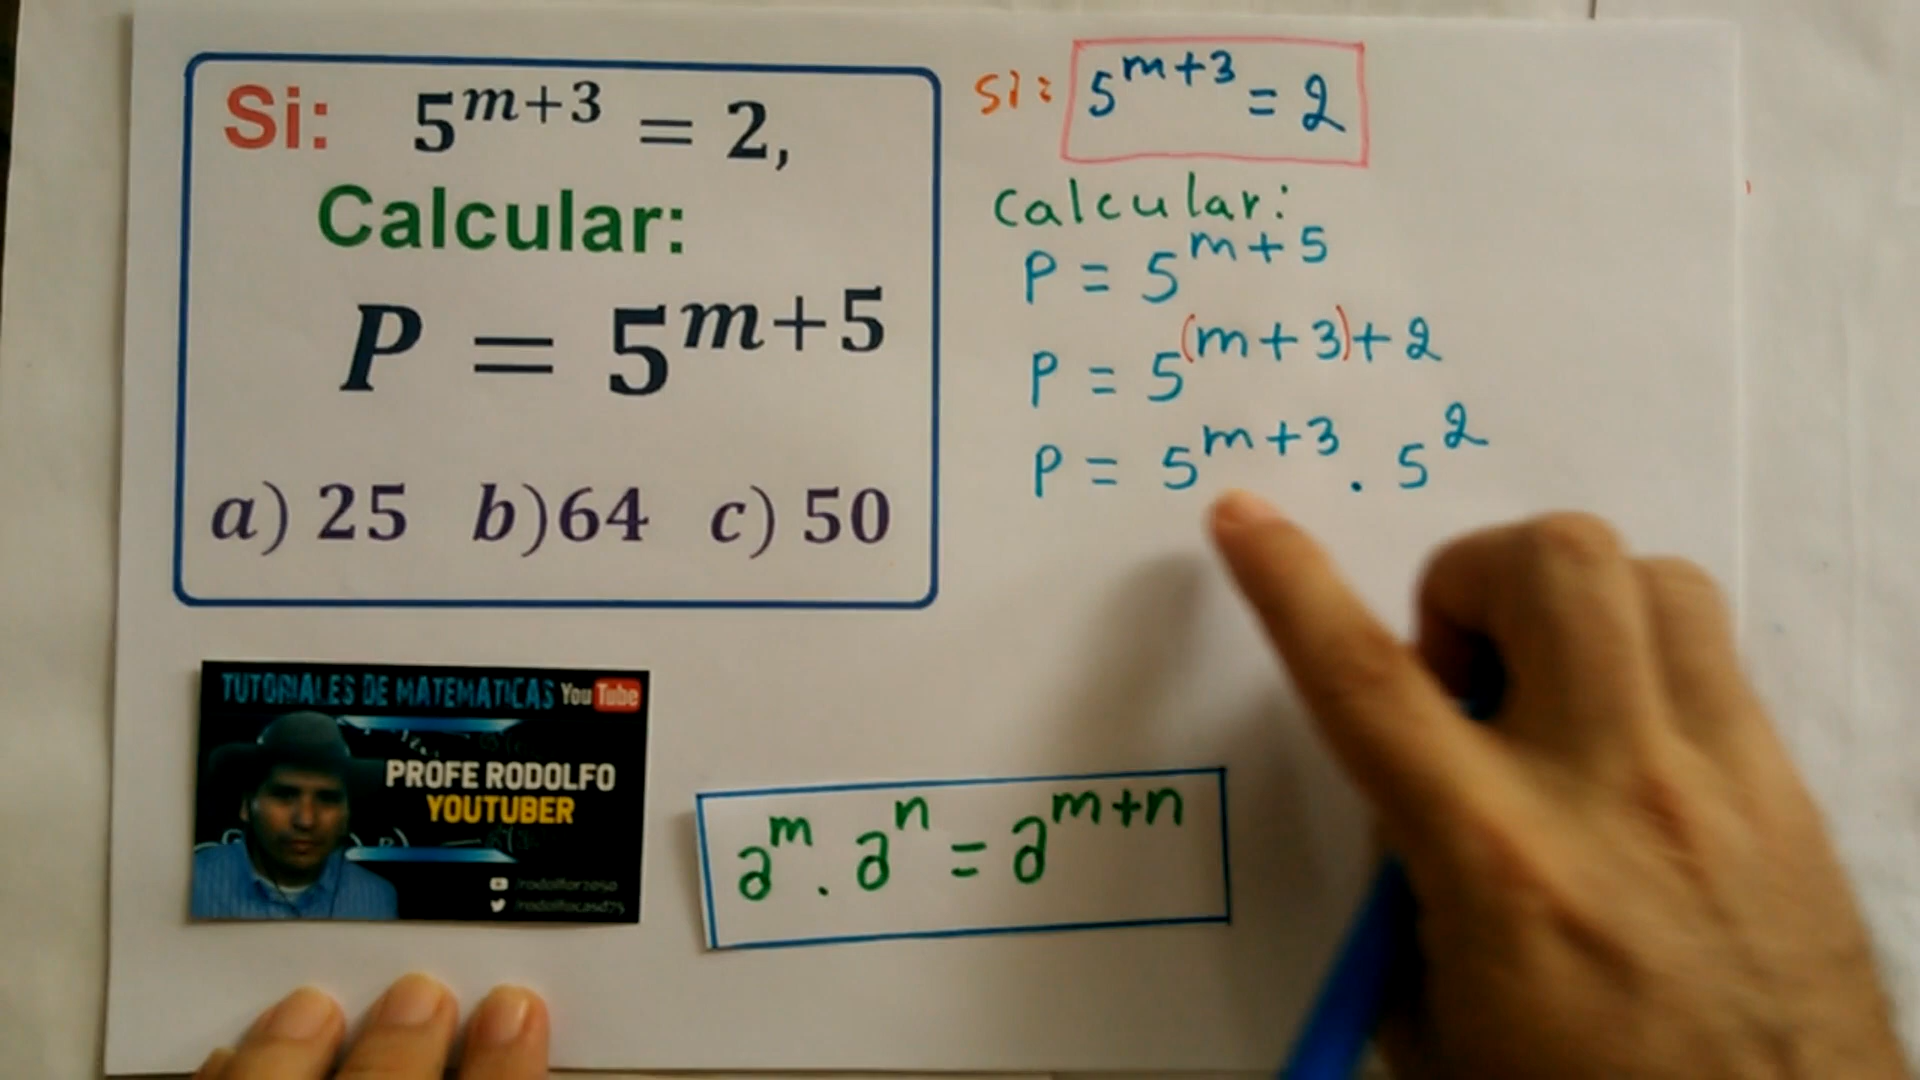 Si: 5^{m+3} = 2,
Calcular:
P = 5^{m+5}
a) 25 b) 64 c) 50
Si: 5^{m+3} = 2
Calcular:
P = 5^{m+5}
P = 5^{(m+3)+2}
P = 5^{m+3} . 5^2
TUTORIALES DE MATEMATICAS YouTube
PROFE RODOLFO
YOUTUBER
a^m . a^n = a^{m+n}